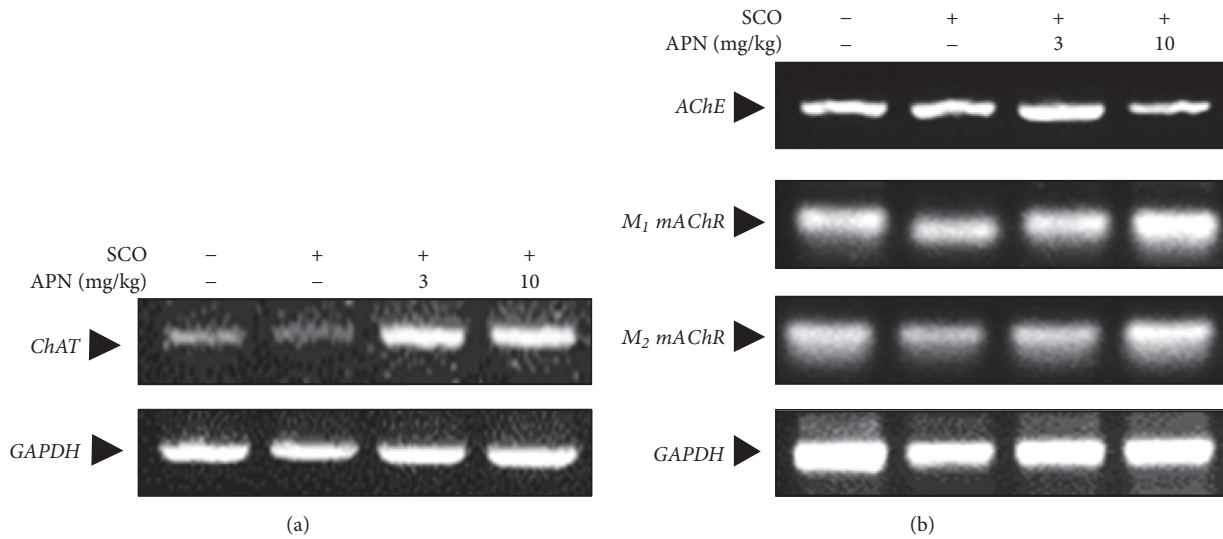 SCO – + + +
APN (mg/kg) – – 3 10
ChAT
GAPDH
(a)
SCO – + + +
APN (mg/kg) – – 3 10
AChE
M₁ mAChR
M₂ mAChR
GAPDH
(b)